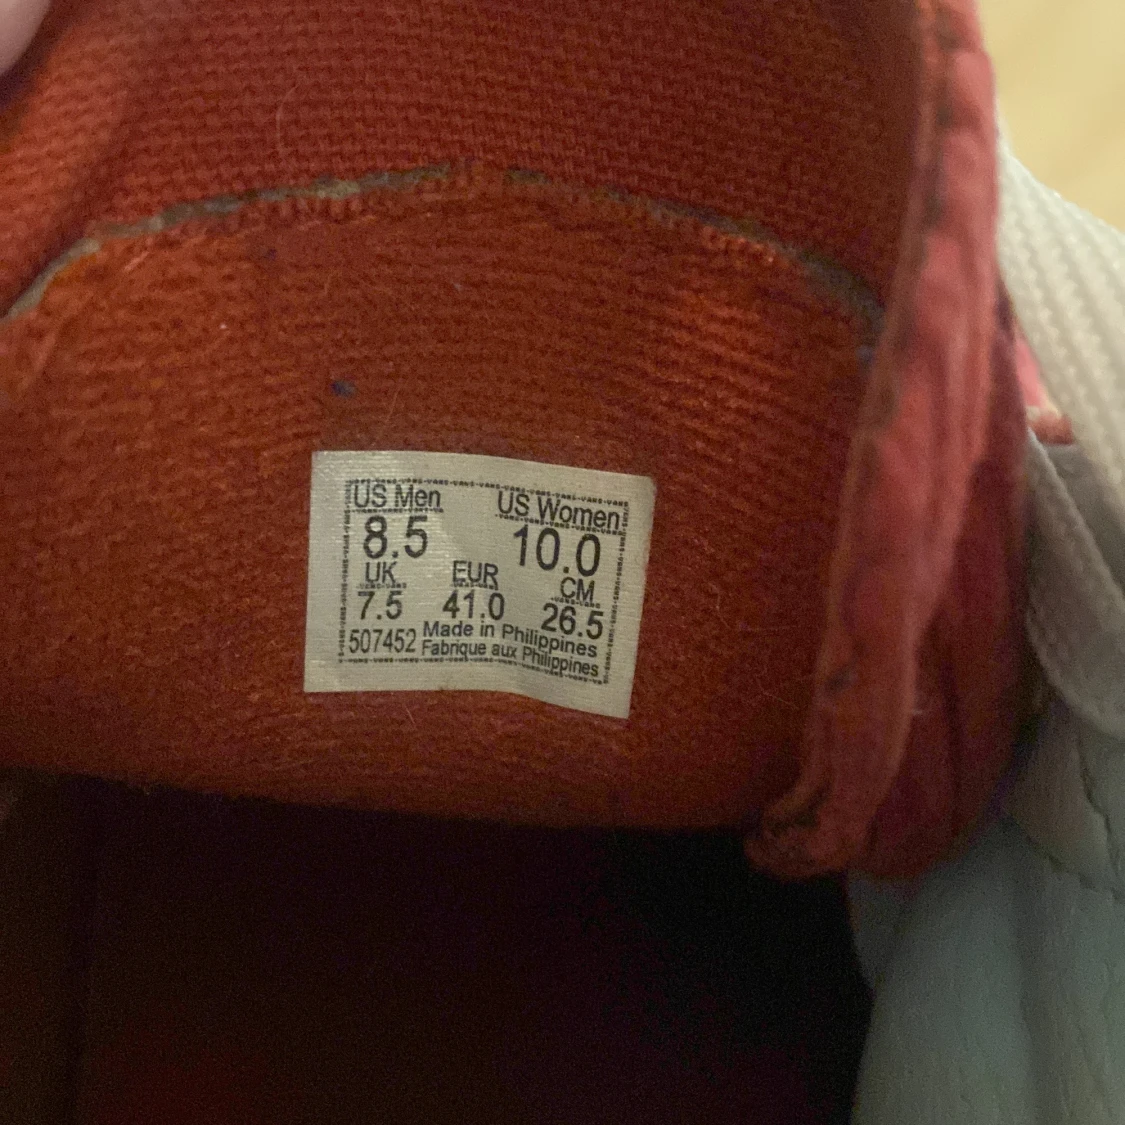 US Men US Women
8.5 10.0
UK EUR CM
7.5 41.0 26.5
507452 Made in Philippines
Fabrique aux Philippines